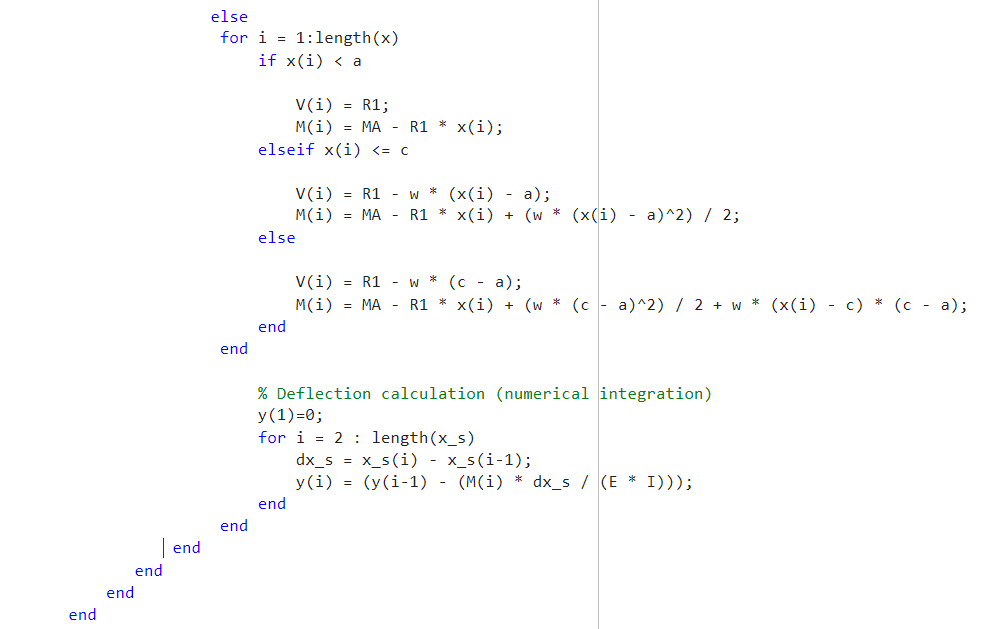 else
for i = 1:length(x)
if x(i) < a
V(i) = R1;
M(i) = MA - R1 * x(i);
elseif x(i) <= c
V(i) = R1 - w * (x(i) - a);
M(i) = MA - R1 * x(i) + (w * (x(i) - a)^2) / 2;
else
V(i) = R1 - w * (c - a);
M(i) = MA - R1 * x(i) + (w * (c - a)^2) / 2 + w * (x(i) - c) * (c - a);
end
end
% Deflection calculation (numerical integration)
y(1)=0;
for i = 2 : length(x_s)
dx_s = x_s(i) - x_s(i-1);
y(i) = (y(i-1) - (M(i) * dx_s / (E * I)));
end
end
end
end
end
end